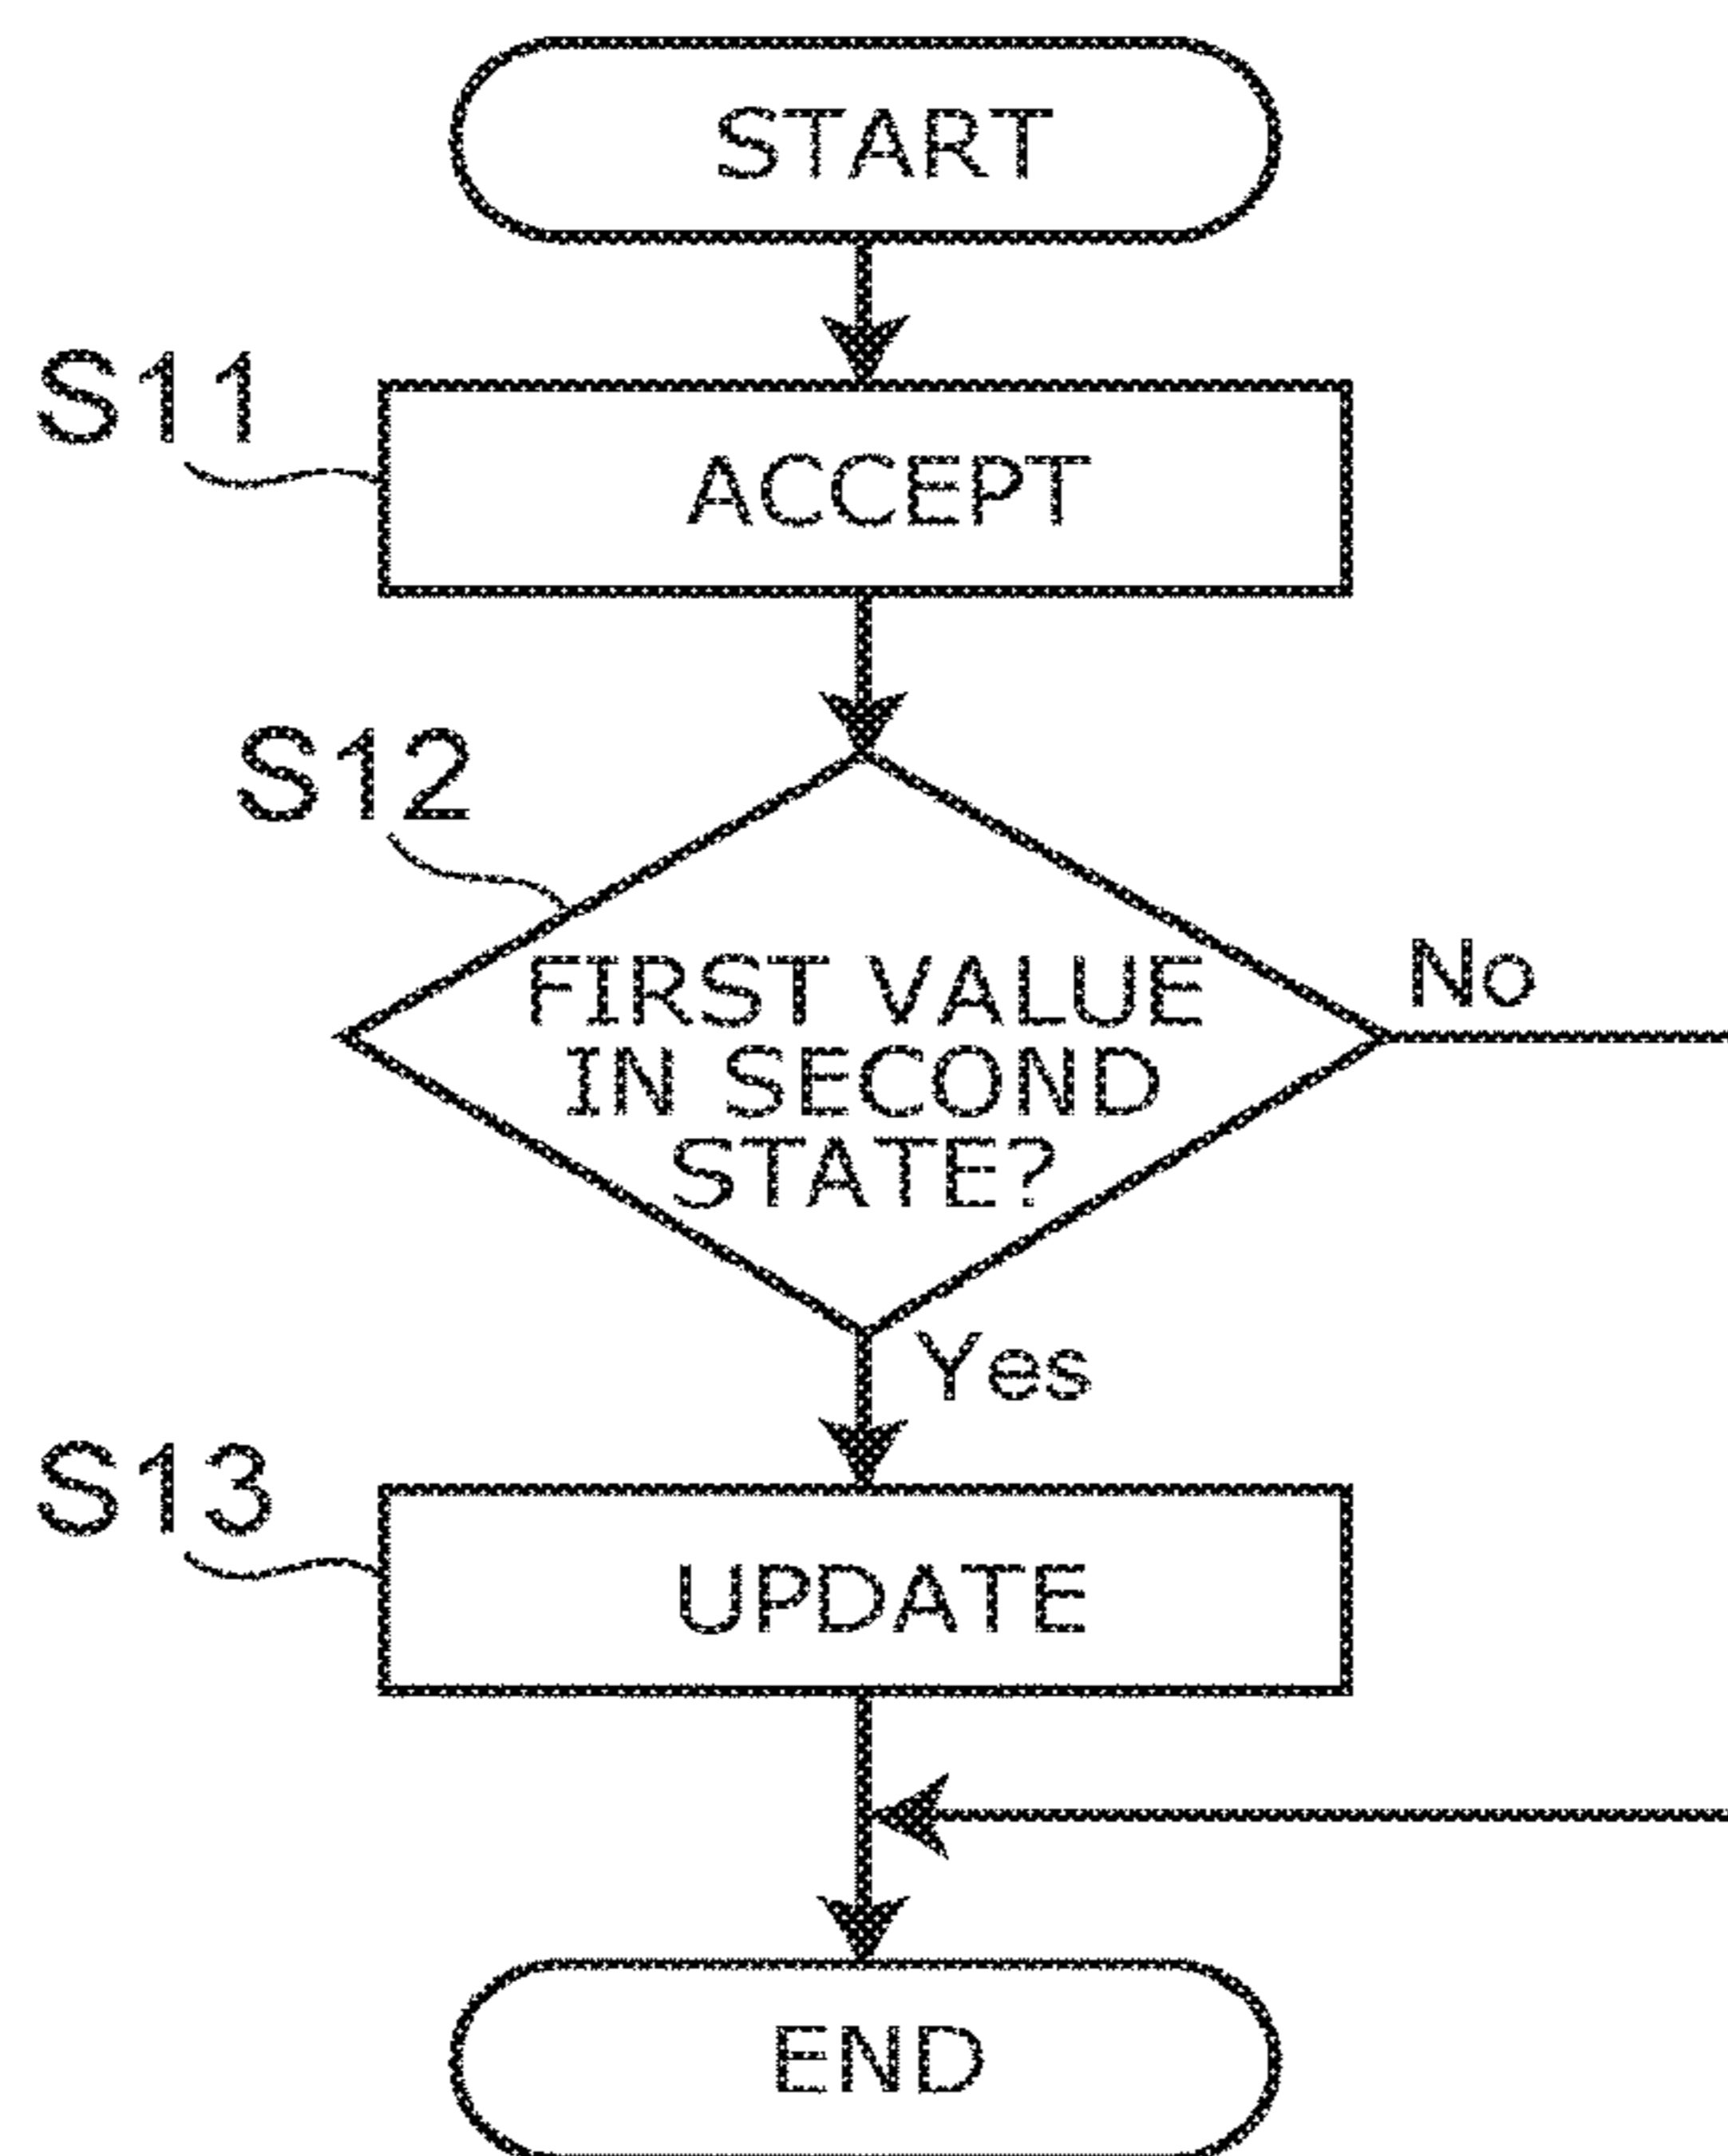 START
S11
ACCEPT
S12
FIRST VALUE
IN SECOND
STATE?
No
Yes
S13
UPDATE
END